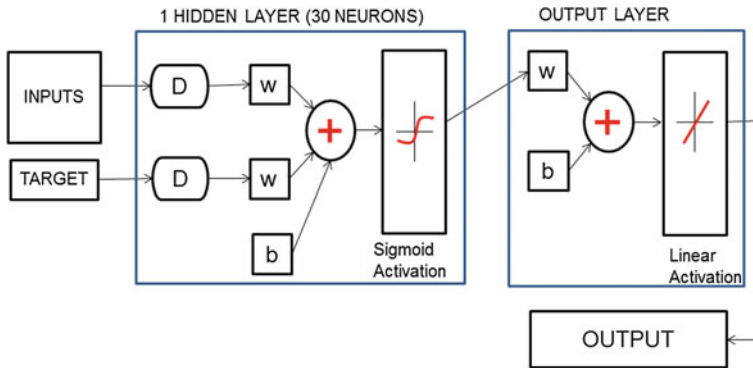 1 HIDDEN LAYER (30 NEURONS)
OUTPUT LAYER
INPUTS
D
w
+
TARGET
D
w
b
Sigmoid
Activation
w
+
b
Linear
Activation
OUTPUT